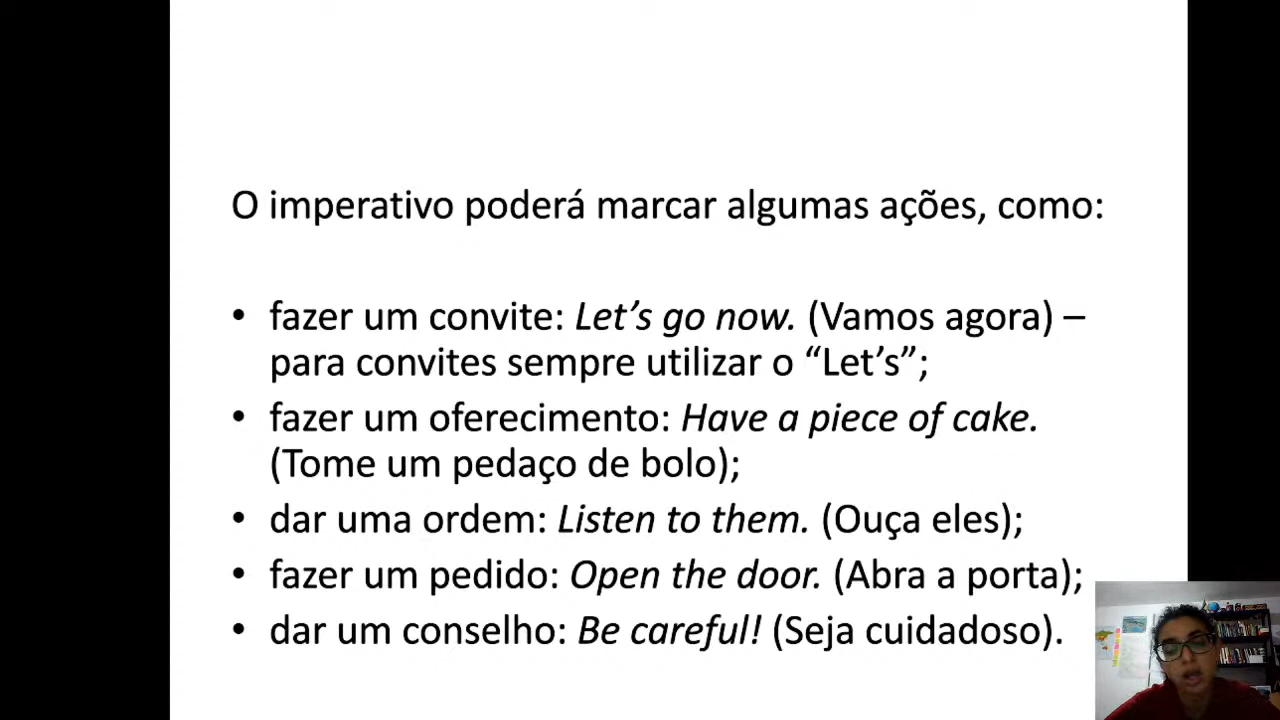 O imperativo poderá marcar algumas ações, como:
• fazer um convite: Let’s go now. (Vamos agora) –
para convites sempre utilizar o “Let’s”;
• fazer um oferecimento: Have a piece of cake.
(Tome um pedaço de bolo);
• dar uma ordem: Listen to them. (Ouça eles);
• fazer um pedido: Open the door. (Abra a porta);
• dar um conselho: Be careful! (Seja cuidadoso).